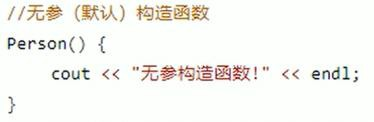 //无参（默认）构造函数
Person() {
    cout << "无参构造函数!" << endl;
}